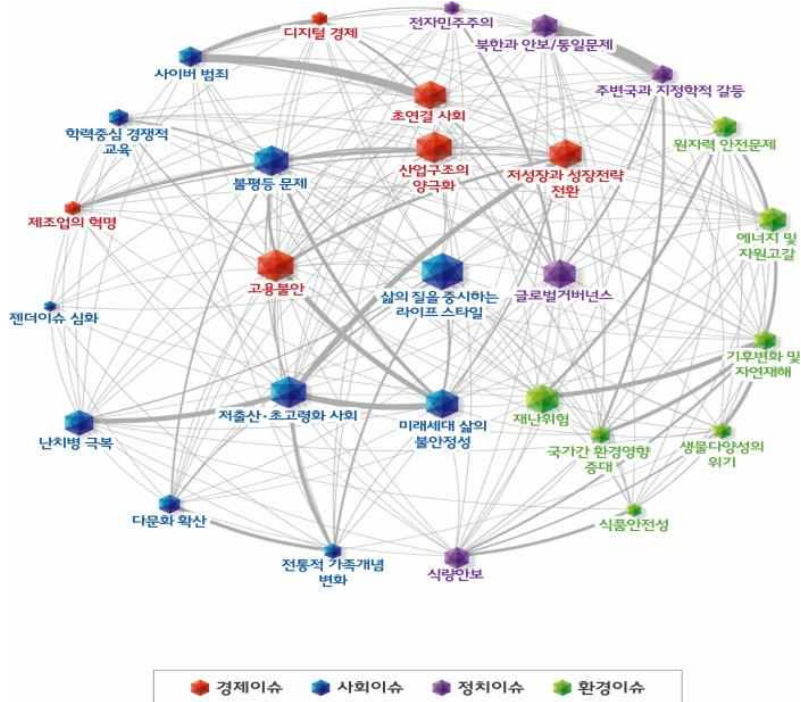 전자민주주의
디지털 경제
북한과 안보/통일문제
사이버 범죄
주변국과 지정학적 갈등
초연결 사회
학력중심 경쟁적
교육
원자력 안전문제
불평등 문제
산업구조의
양극화
저성장과 성장전략
전환
제조업의 혁명
에너지 및
자원고갈
고용불안
삶의 질을 중시하는
라이프 스타일
글로벌거버넌스
젠더이슈 심화
기후변화 및
자연재해
난치병 극복
저출산·초고령화 사회
미래세대 삶의
불안정성
재난위험
국가간 환경영향
증대
생물다양성의
위기
다문화 확산
식품안전성
전통적 가족개념
변화
식량안보
경제이슈 사회이슈 정치이슈 환경이슈